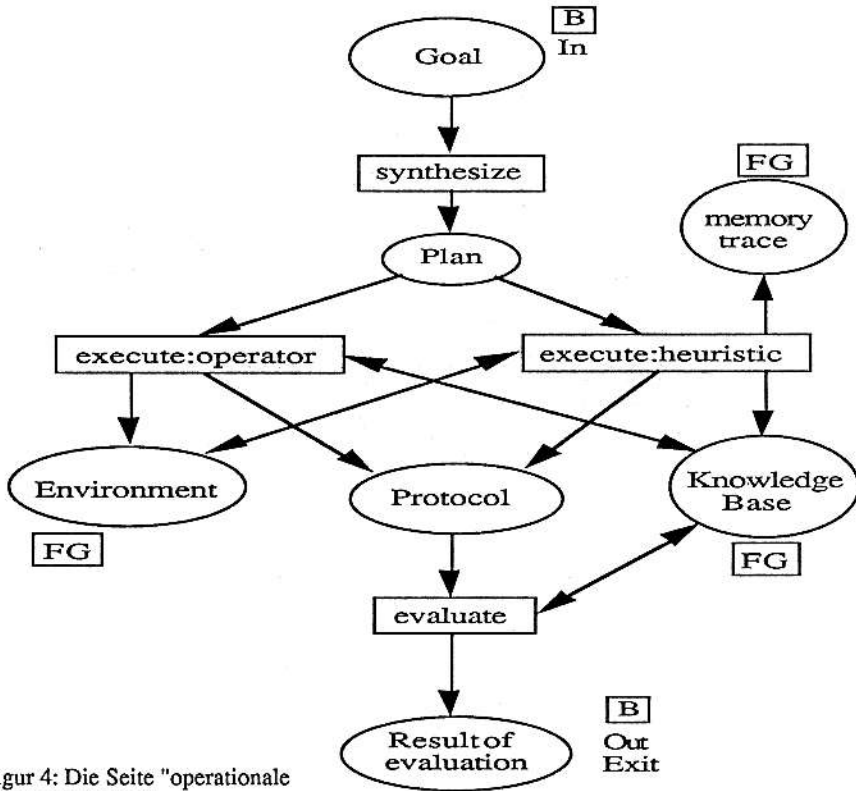 B
In
Goal
synthesize
FG
memory
trace
Plan
execute:operator
execute:heuristic
Environment
FG
Protocol
Knowledge
Base
FG
evaluate
Result of
evaluation
B
Out
Exit
gur 4: Die Seite "operationale